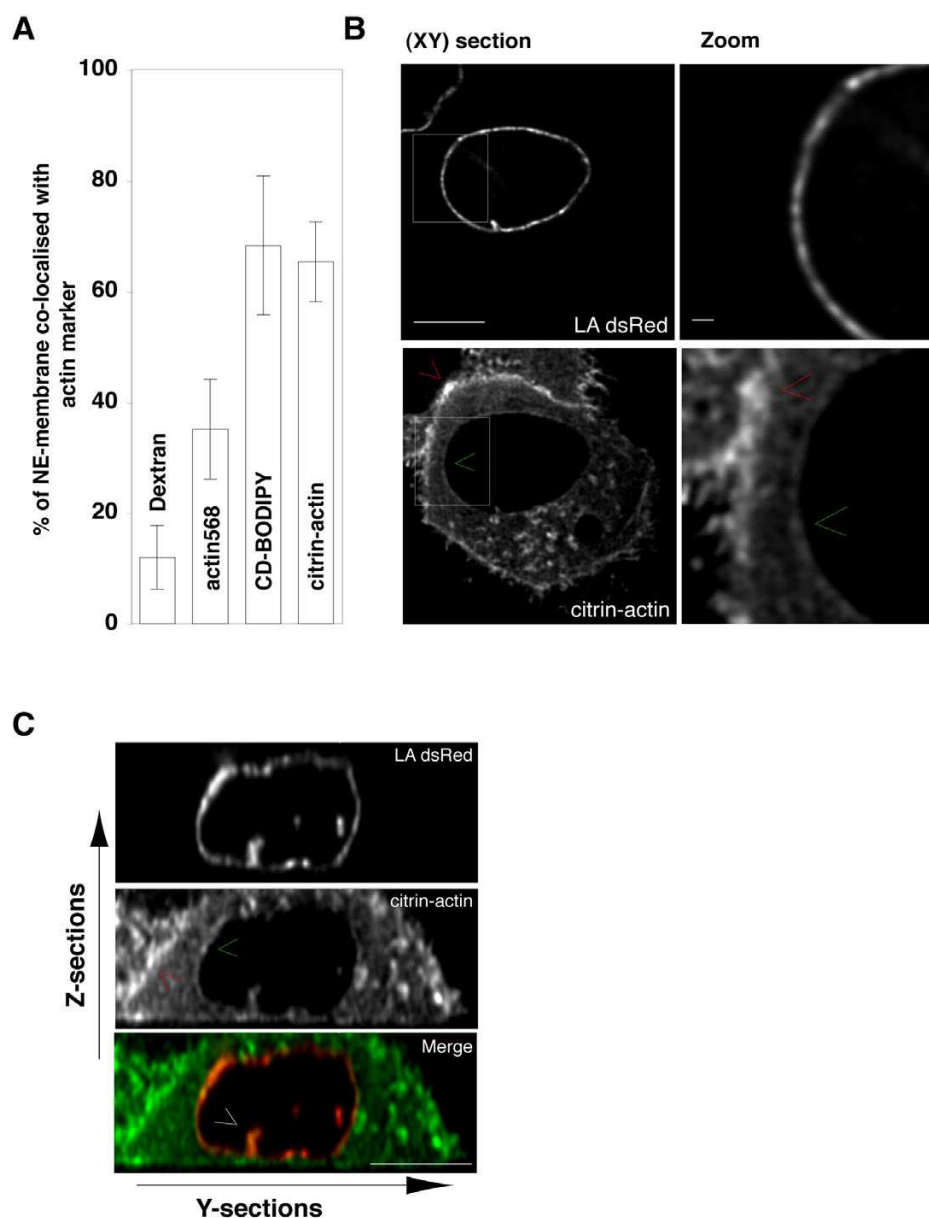 A
% of NE-membrane co-localised with
actin marker
100
80
60
40
20
0
Dextran
actin568
CD-BODIPY
citrin-actin
B
(XY) section
Zoom
LA dsRed
citrin-actin
C
Z-sections
LA dsRed
citrin-actin
Merge
Y-sections